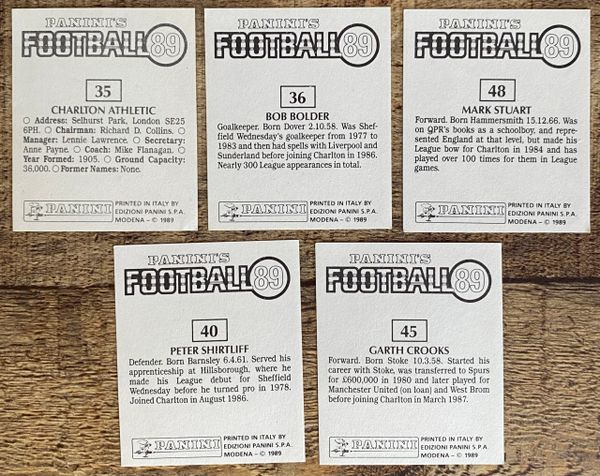 PANINI'S
FOOTBALL 89
35
CHARLTON ATHLETIC
○ Address: Selhurst Park, London SE25
6PH. ○ Chairman: Richard D. Collins. ○
Manager: Lennie Lawrence. ○ Secretary:
Anne Payne. ○ Coach: Mike Flanagan. ○
Year Formed: 1905. ○ Ground Capacity:
36,000. ○ Former Names: None.
PANINI
PRINTED IN ITALY BY
EDIZIONI PANINI S.P.A.
MODENA - © 1989
PANINI'S
FOOTBALL 89
36
BOB BOLDER
Goalkeeper. Born Dover 2.10.58. Was Shef-
field Wednesday's goalkeeper from 1977 to
1983 and then had spells with Liverpool and
Sunderland before joining Charlton in 1986.
Nearly 300 League appearances in total.
PANINI
PRINTED IN ITALY BY
EDIZIONI PANINI S.P.A.
MODENA - © 1989
PANINI'S
FOOTBALL 89
48
MARK STUART
Forward. Born Hammersmith 15.12.66. Was
on QPR's books as a schoolboy, and repre-
sented England at that level, but made his
League bow for Charlton in 1984 and has
played over 100 times for them in League
games.
PANINI
PRINTED IN ITALY BY
EDIZIONI PANINI S.P.A.
MODENA - © 1989
PANINI'S
FOOTBALL 89
40
PETER SHIRTLIFF
Defender. Born Barnsley 6.4.61. Served his
apprenticeship at Hillsborough, where he
made his League debut for Sheffield
Wednesday before he turned pro in 1978.
Joined Charlton in August 1986.
PANINI
PRINTED IN ITALY BY
EDIZIONI PANINI S.P.A.
MODENA - © 1989
PANINI'S
FOOTBALL 89
45
GARTH CROOKS
Forward. Born Stoke 10.3.58. Started his
career with Stoke, was transferred to Spurs
for £600,000 in 1980 and later played for
Manchester United (on loan) and West Brom
before joining Charlton in March 1987.
PANINI
PRINTED IN ITALY BY
EDIZIONI PANINI S.P.A.
MODENA - © 1989